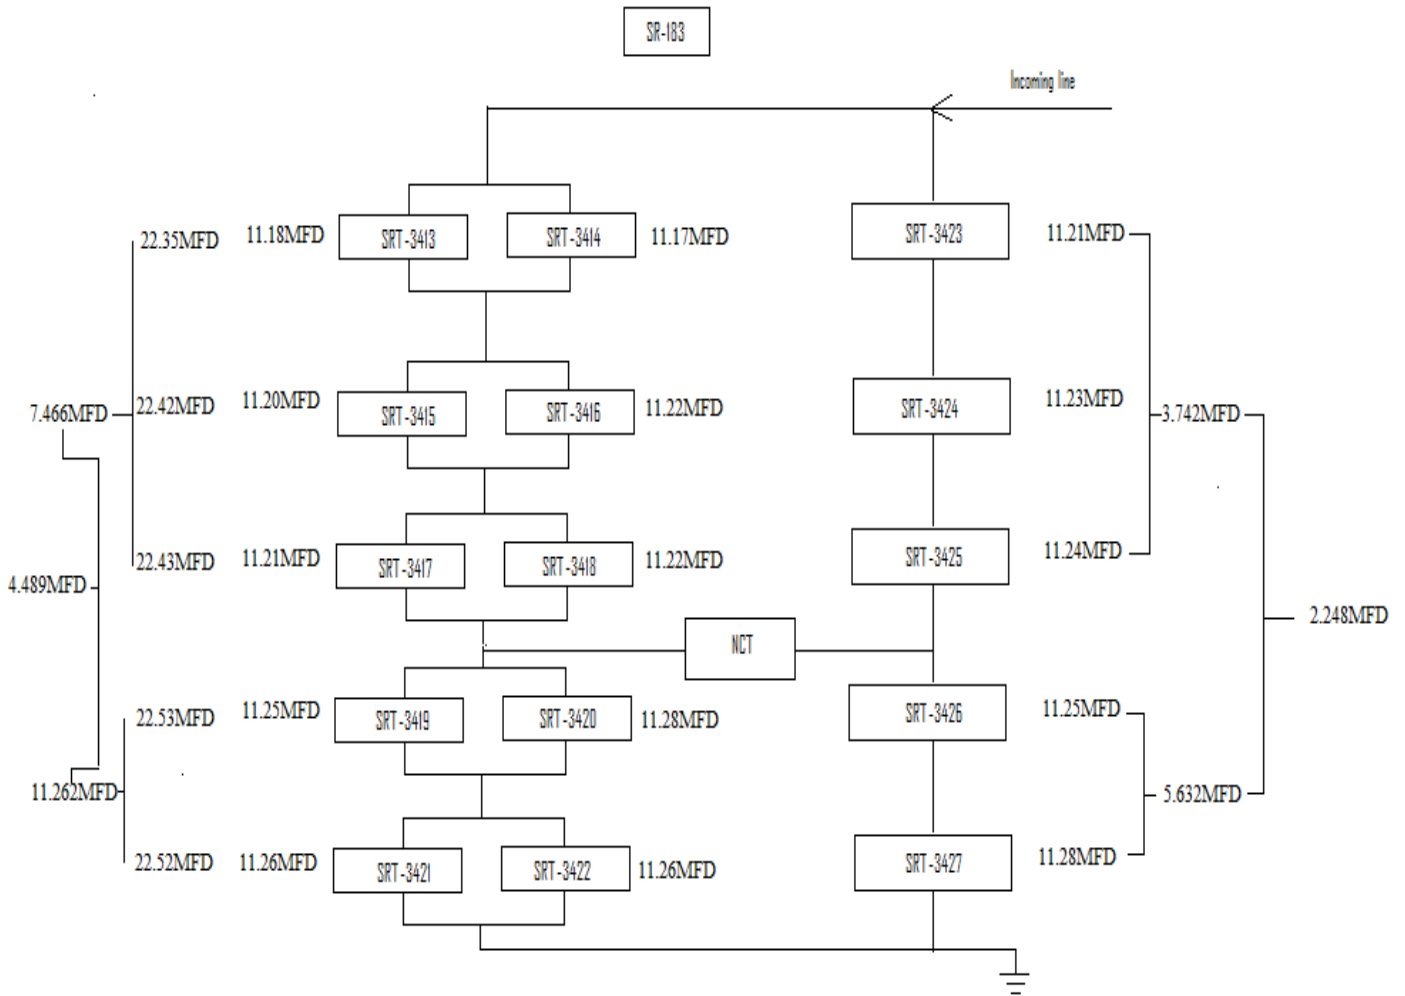 SR-183
Incoming line
22.35MFD 11.18MFD SRT-3413 SRT-3414 11.17MFD SRT-3423 11.21MFD
7.466MFD 22.42MFD 11.20MFD SRT-3415 SRT-3416 11.22MFD SRT-3424 11.23MFD 3.742MFD
22.43MFD 11.21MFD SRT-3417 SRT-3418 11.22MFD SRT-3425 11.24MFD
4.489MFD
2.248MFD
NCT
22.53MFD 11.25MFD SRT-3419 SRT-3420 11.28MFD SRT-3426 11.25MFD
11.262MFD 5.632MFD
22.52MFD 11.26MFD SRT-3421 SRT-3422 11.26MFD SRT-3427 11.28MFD